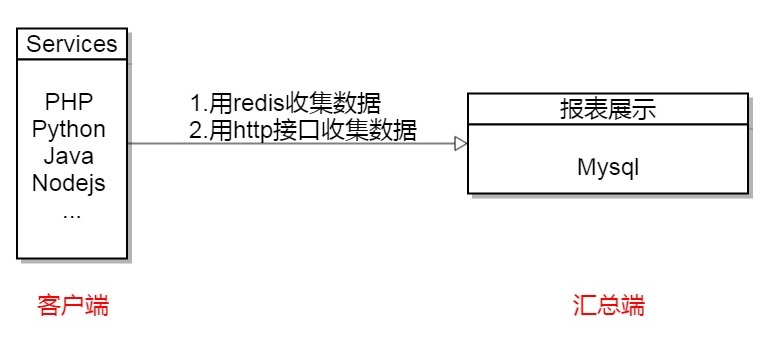 Services
PHP
Python
Java
Nodejs
...
1.用redis收集数据
2.用http接口收集数据
报表展示
Mysql
客户端
汇总端